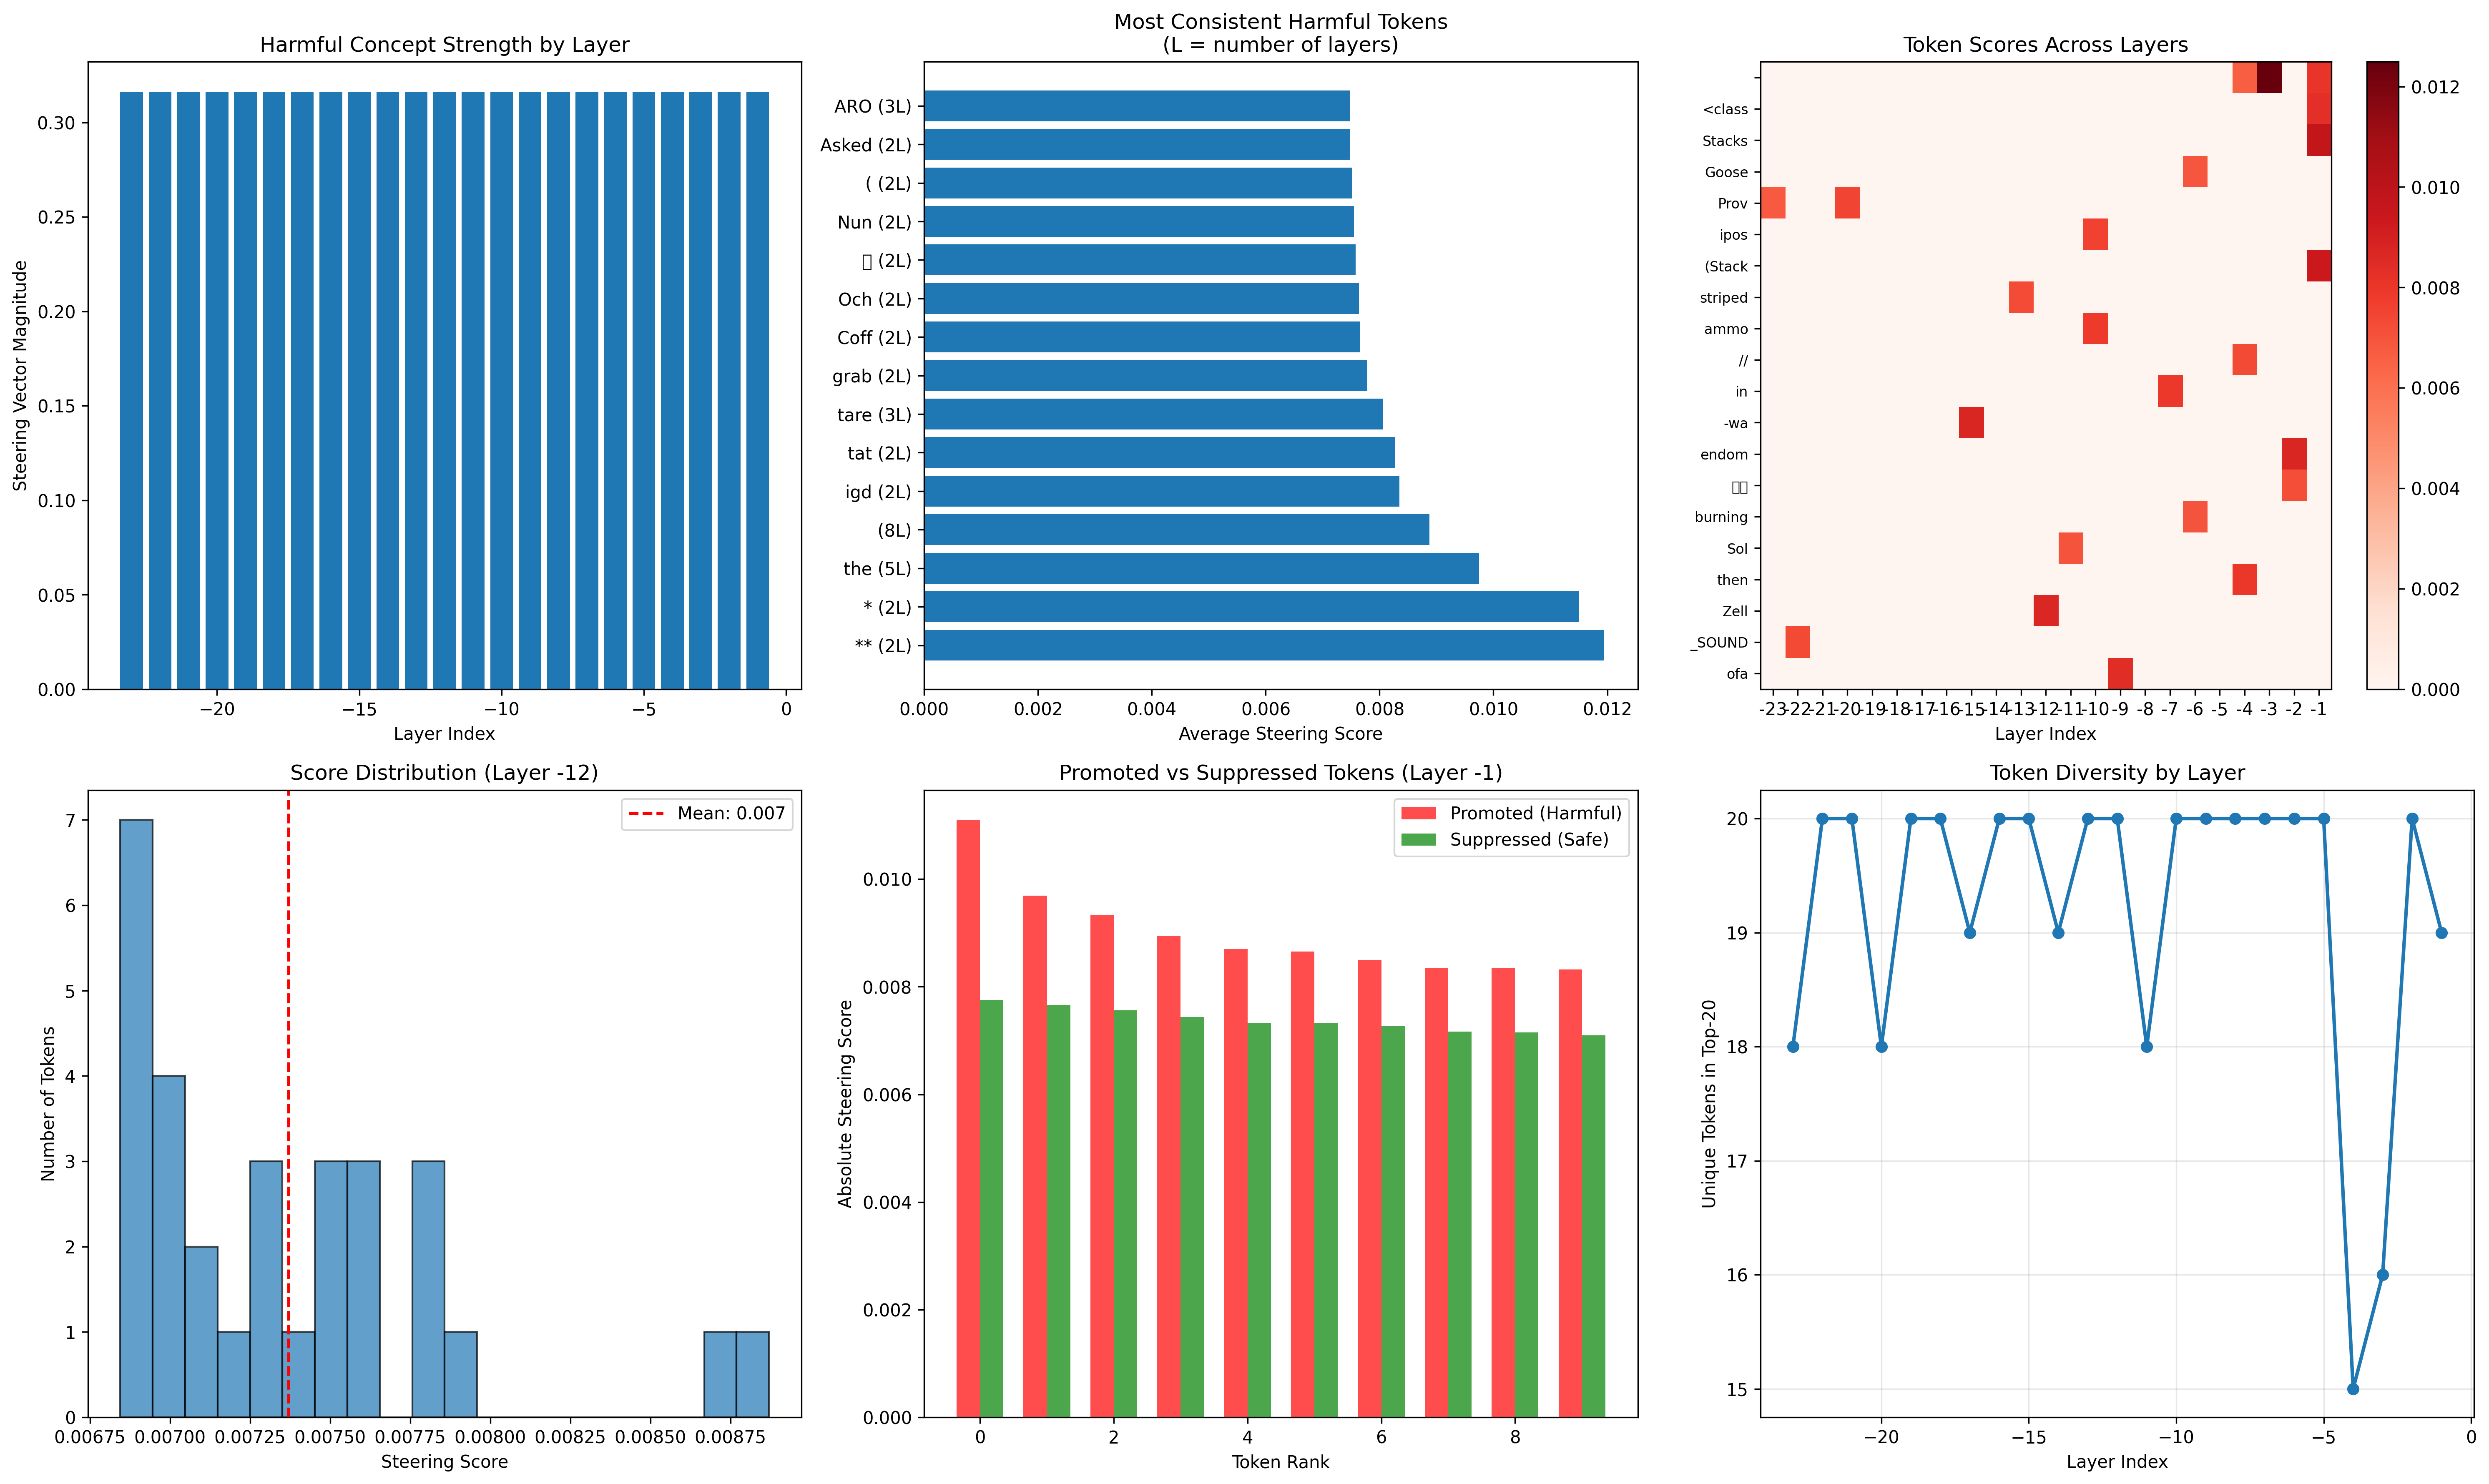 Harmful Concept Strength by Layer
Steering Vector Magnitude
0.30
0.25
0.20
0.15
0.10
0.05
0.00
−20
−15
−10
−5
0
Layer Index
Most Consistent Harmful Tokens
(L = number of layers)
ARO (3L)
Asked (2L)
( (2L)
Nun (2L)
(2L)
Och (2L)
Coff (2L)
grab (2L)
tare (3L)
tat (2L)
igd (2L)
(8L)
the (5L)
* (2L)
** (2L)
0.000
0.002
0.004
0.006
0.008
0.010
0.012
Average Steering Score
Token Scores Across Layers
<class
Stacks
Goose
Prov
ipos
(Stack
striped
ammo
//
in
-wa
endom
burning
Sol
then
Zell
_SOUND
ofa
-23
-22
-21
-20
-19
-18
-17
-16
-15
-14
-13
-12
-11
-10
-9
-8
-7
-6
-5
-4
-3
-2
-1
Layer Index
0.012
0.010
0.008
0.006
0.004
0.002
0.000
Score Distribution (Layer -12)
Mean: 0.007
Number of Tokens
7
6
5
4
3
2
1
0
0.00675
0.00700
0.00725
0.00750
0.00775
0.00800
0.00825
0.00850
0.00875
Steering Score
Promoted vs Suppressed Tokens (Layer -1)
Promoted (Harmful)
Suppressed (Safe)
Absolute Steering Score
0.010
0.008
0.006
0.004
0.002
0.000
0
2
4
6
8
Token Rank
Token Diversity by Layer
Unique Tokens in Top-20
20
19
18
17
16
15
−20
−15
−10
−5
0
Layer Index